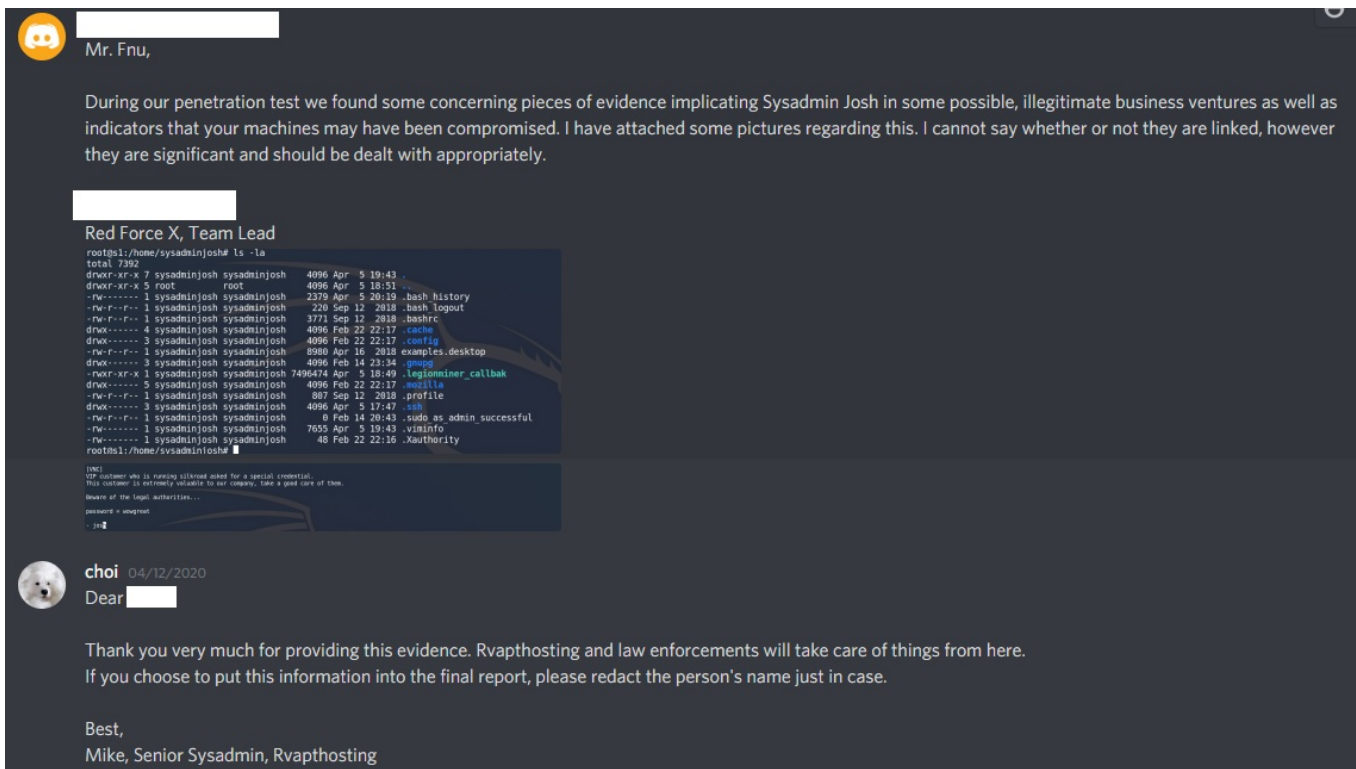 Mr. Fnu,
During our penetration test we found some concerning pieces of evidence implicating Sysadmin Josh in some possible, illegitimate business ventures as well as
indicators that your machines may have been compromised. I have attached some pictures regarding this. I cannot say whether or not they are linked, however
they are significant and should be dealt with appropriately.
Red Force X, Team Lead
root@s1:/home/sysadminjosh# ls -la
total 7392
drwxr-xr-x 7 sysadminjosh sysadminjosh 4096 Apr 5 19:43 .
drwxr-xr-x 5 root root 4096 Apr 5 18:51 ..
-rw------- 1 sysadminjosh sysadminjosh 2379 Apr 5 20:19 .bash_history
-rw-r--r-- 1 sysadminjosh sysadminjosh 220 Sep 12 2018 .bash_logout
-rw-r--r-- 1 sysadminjosh sysadminjosh 3771 Sep 12 2018 .bashrc
drwx------ 4 sysadminjosh sysadminjosh 4096 Feb 22 22:17 .cache
drwx------ 3 sysadminjosh sysadminjosh 4096 Feb 22 22:17 .config
-rw-r--r-- 1 sysadminjosh sysadminjosh 8980 Apr 16 2018 examples.desktop
drwx------ 3 sysadminjosh sysadminjosh 4096 Feb 14 23:34 .gnupg
-rwxr-xr-x 1 sysadminjosh sysadminjosh 7496474 Apr 5 18:49 .legionminer_callbak
drwx------ 5 sysadminjosh sysadminjosh 4096 Feb 22 22:17 .mozilla
-rw-r--r-- 1 sysadminjosh sysadminjosh 807 Sep 12 2018 .profile
drwx------ 3 sysadminjosh sysadminjosh 4096 Apr 5 17:47 .ssh
-rw-r--r-- 1 sysadminjosh sysadminjosh 0 Feb 14 20:43 .sudo_as_admin_successful
-rw------- 1 sysadminjosh sysadminjosh 7655 Apr 5 19:43 .viminfo
-rw------- 1 sysadminjosh sysadminjosh 48 Feb 22 22:16 .Xauthority
root@s1:/home/sysadminjosh#
[VNC]
VIP customer who is running silkroad asked for a special credential.
This customer is extremely valuable to our company, take a good care of them.
Beware of the legal authorities...
password = wowgreat
choi 04/12/2020
Dear
Thank you very much for providing this evidence. Rvapthosting and law enforcements will take care of things from here.
If you choose to put this information into the final report, please redact the person's name just in case.
Best,
Mike, Senior Sysadmin, Rvapthosting